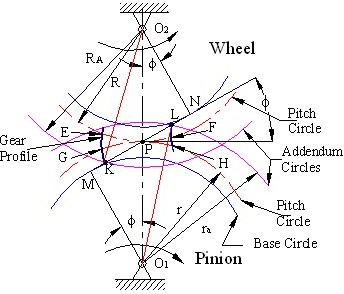 O2
RA
R
ϕ
Wheel
N
L
ϕ
Pitch
Circle
E
F
Gear
Profile
G
P
H
Addendum
Circles
K
M
r
Pitch
Circle
ϕ
ra
Base Circle
O1
Pinion